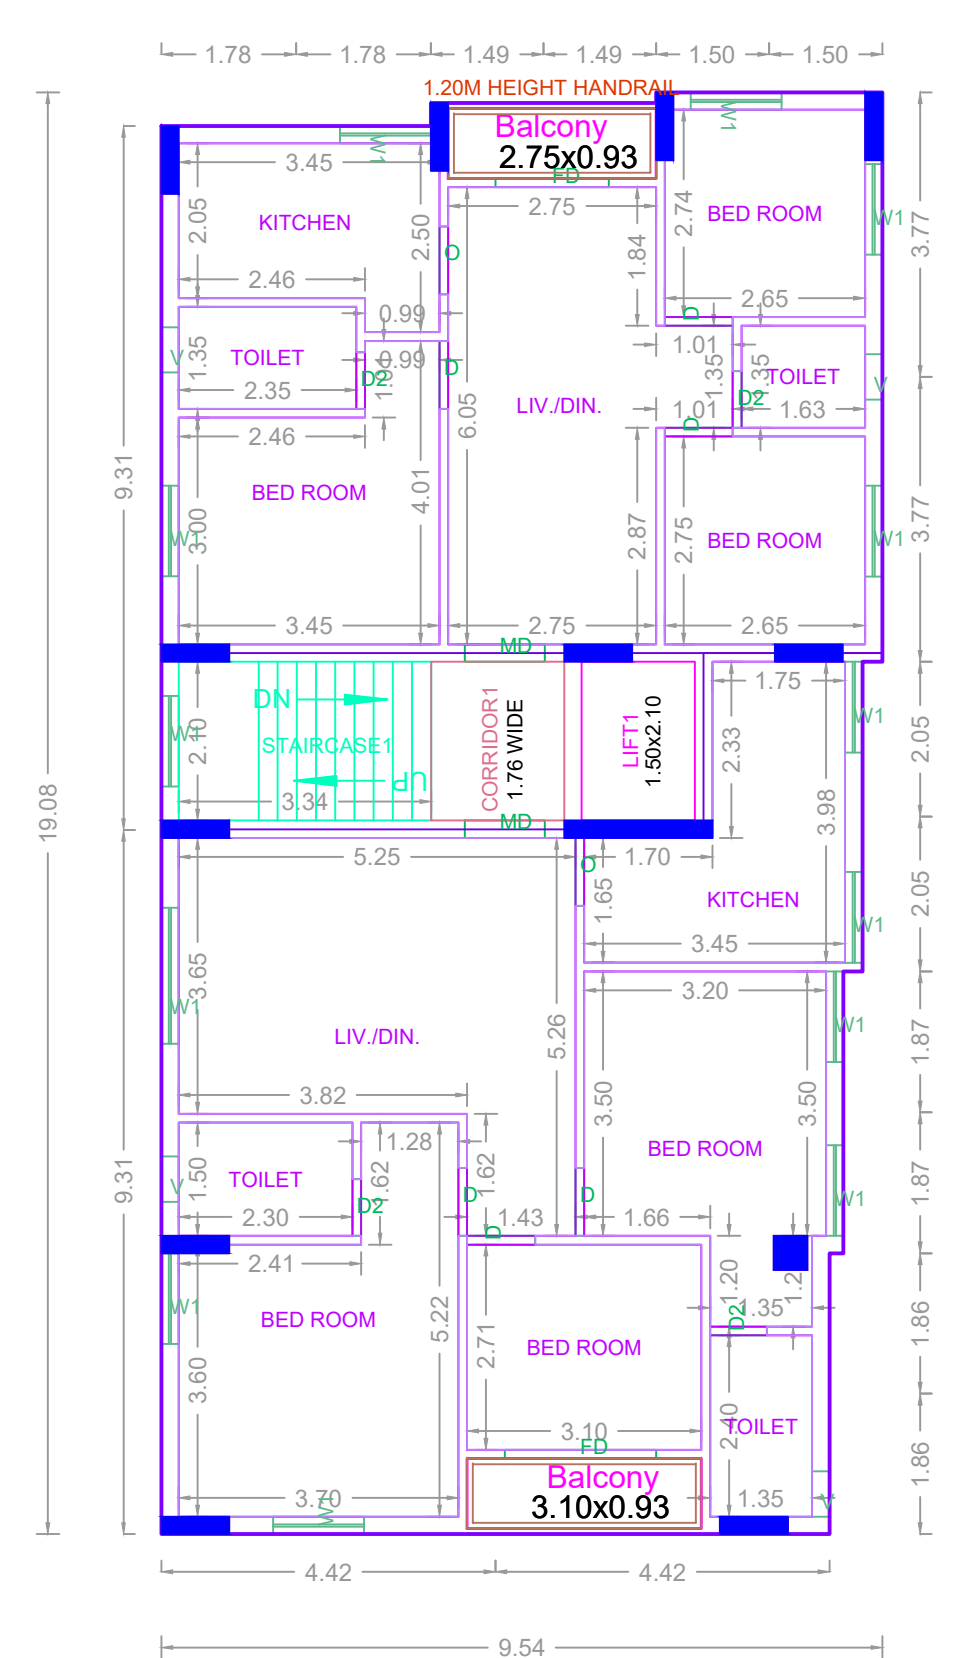 1.78 1.78 1.49 1.49 1.50 1.50
1.20M HEIGHT HANDRAIL
Balcony
2.75x0.93
FD
W1
W1
3.45
2.75
2.05
KITCHEN
2.50
O
2.74
BED ROOM
W1
3.77
1.84
2.46
2.65
0.99
D
1.35
TOILET
V
0.99
D
D2
2.35
1.01
1.35
1.35
TOILET
V
D2
6.05
LIV./DIN.
1.01
1.63
D
2.46
9.31
BED ROOM
4.01
3.00
W1
2.87
2.75
BED ROOM
W1
3.77
3.45
2.75
2.65
MD
1.75
DN
STAIRCASE1
UP
2.10
W1
3.34
CORRIDOR1
1.76 WIDE
LIFT1
1.50x2.10
2.33
W1
2.05
3.98
19.08
MD
5.25
O
1.70
1.65
KITCHEN
W1
2.05
3.45
3.65
W1
3.20
W1
1.87
LIV./DIN.
5.26
3.82
3.50
3.50
1.28
BED ROOM
1.50
TOILET
V
1.62
1.62
D
D
W1
1.87
9.31
D2
2.30
1.43
1.66
D
2.41
1.20
1.2
W1
BED ROOM
5.22
1.35
D2
1.86
2.71
BED ROOM
3.60
3.10
2.40
TOILET
FD
Balcony
3.10x0.93
1.86
3.70
W1
1.35
V
4.42 4.42
9.54